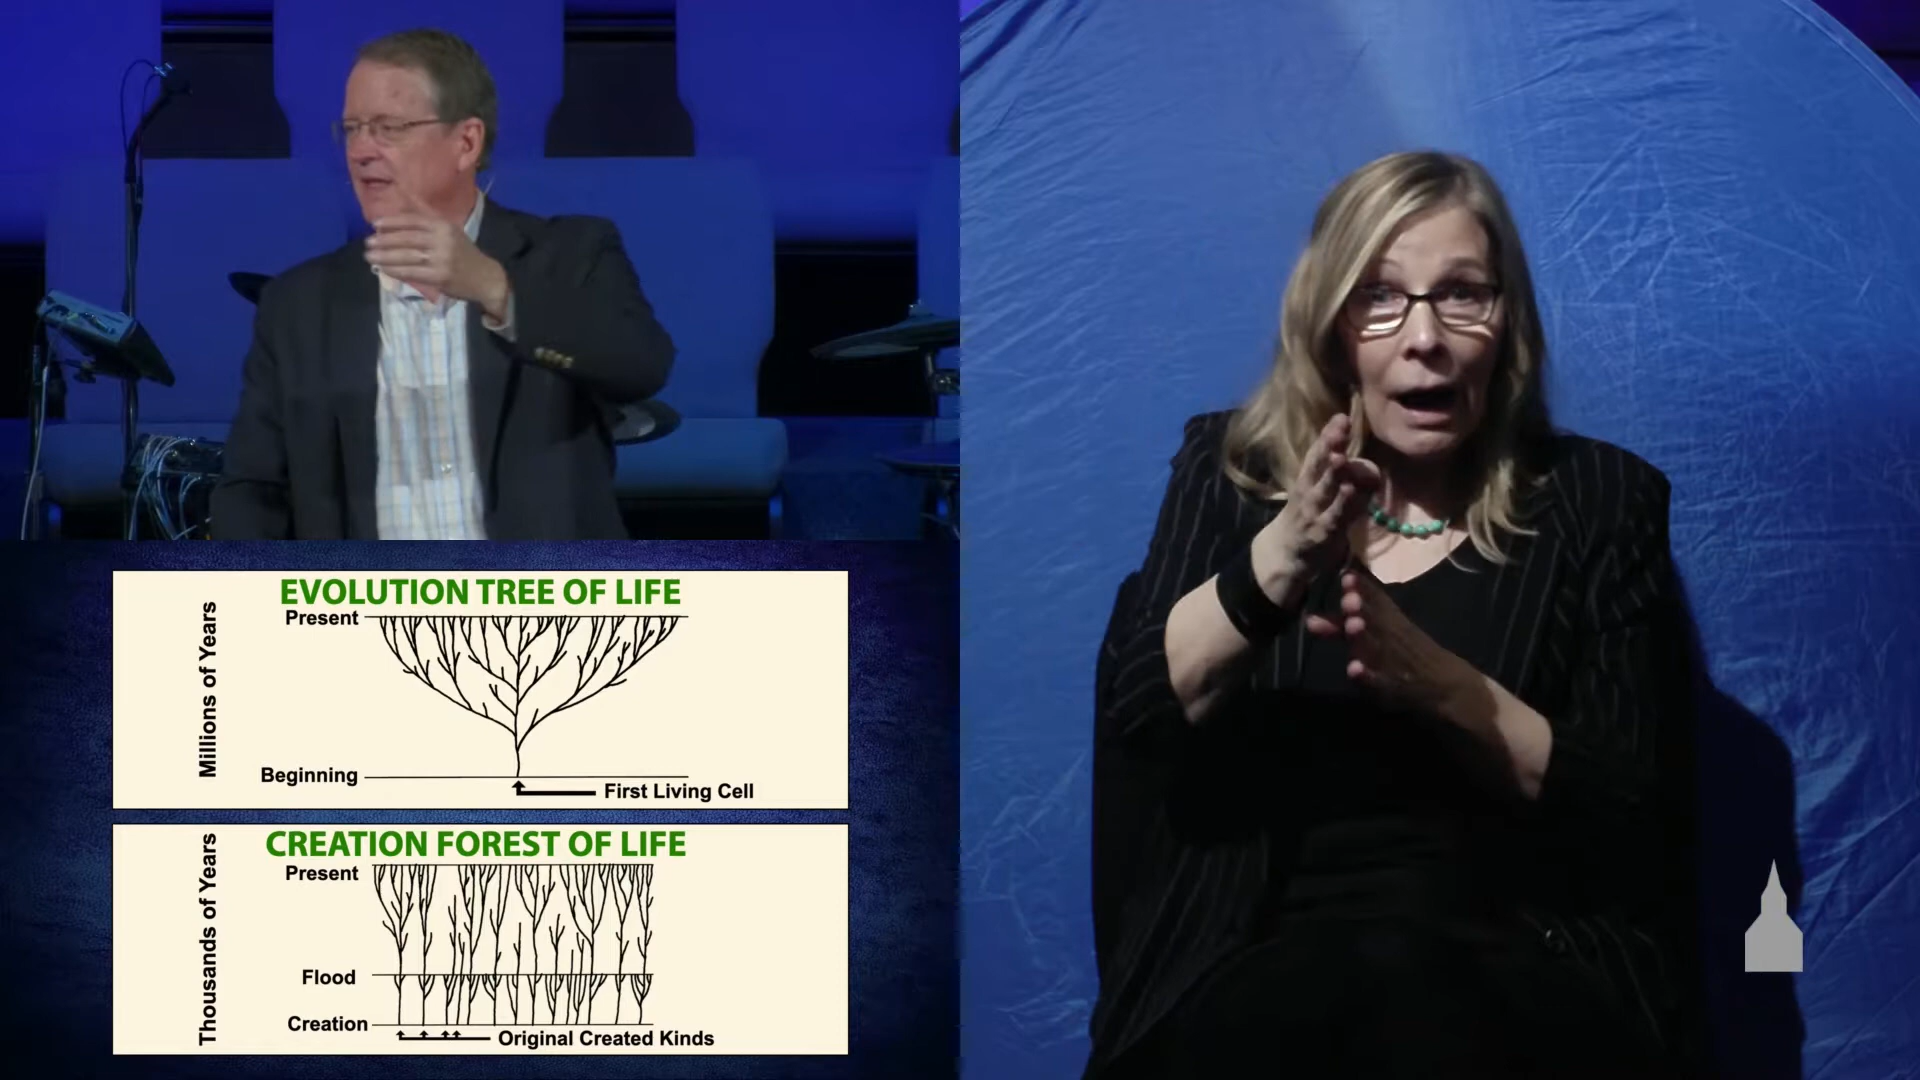 EVOLUTION TREE OF LIFE
Present
Millions of Years
Beginning
First Living Cell
CREATION FOREST OF LIFE
Present
Thousands of Years
Flood
Creation
Original Created Kinds